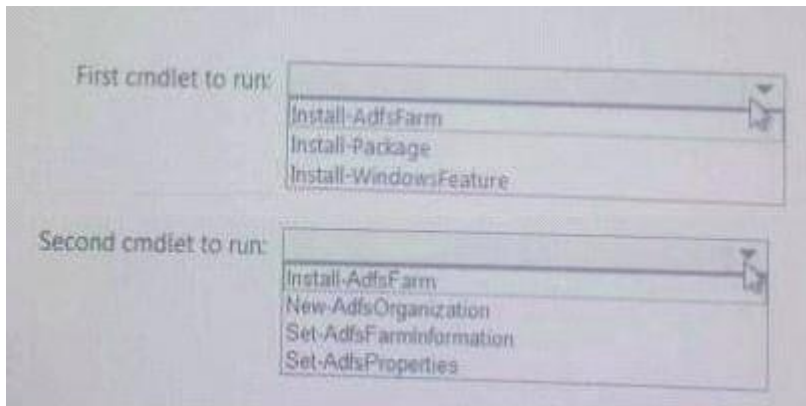 First cmdlet to run:
Install-AdfsFarm
Install-Package
Install-WindowsFeature
Second cmdlet to run:
Install-AdfsFarm
New-AdfsOrganization
Set-AdfsFarmInformation
Set-AdfsProperties